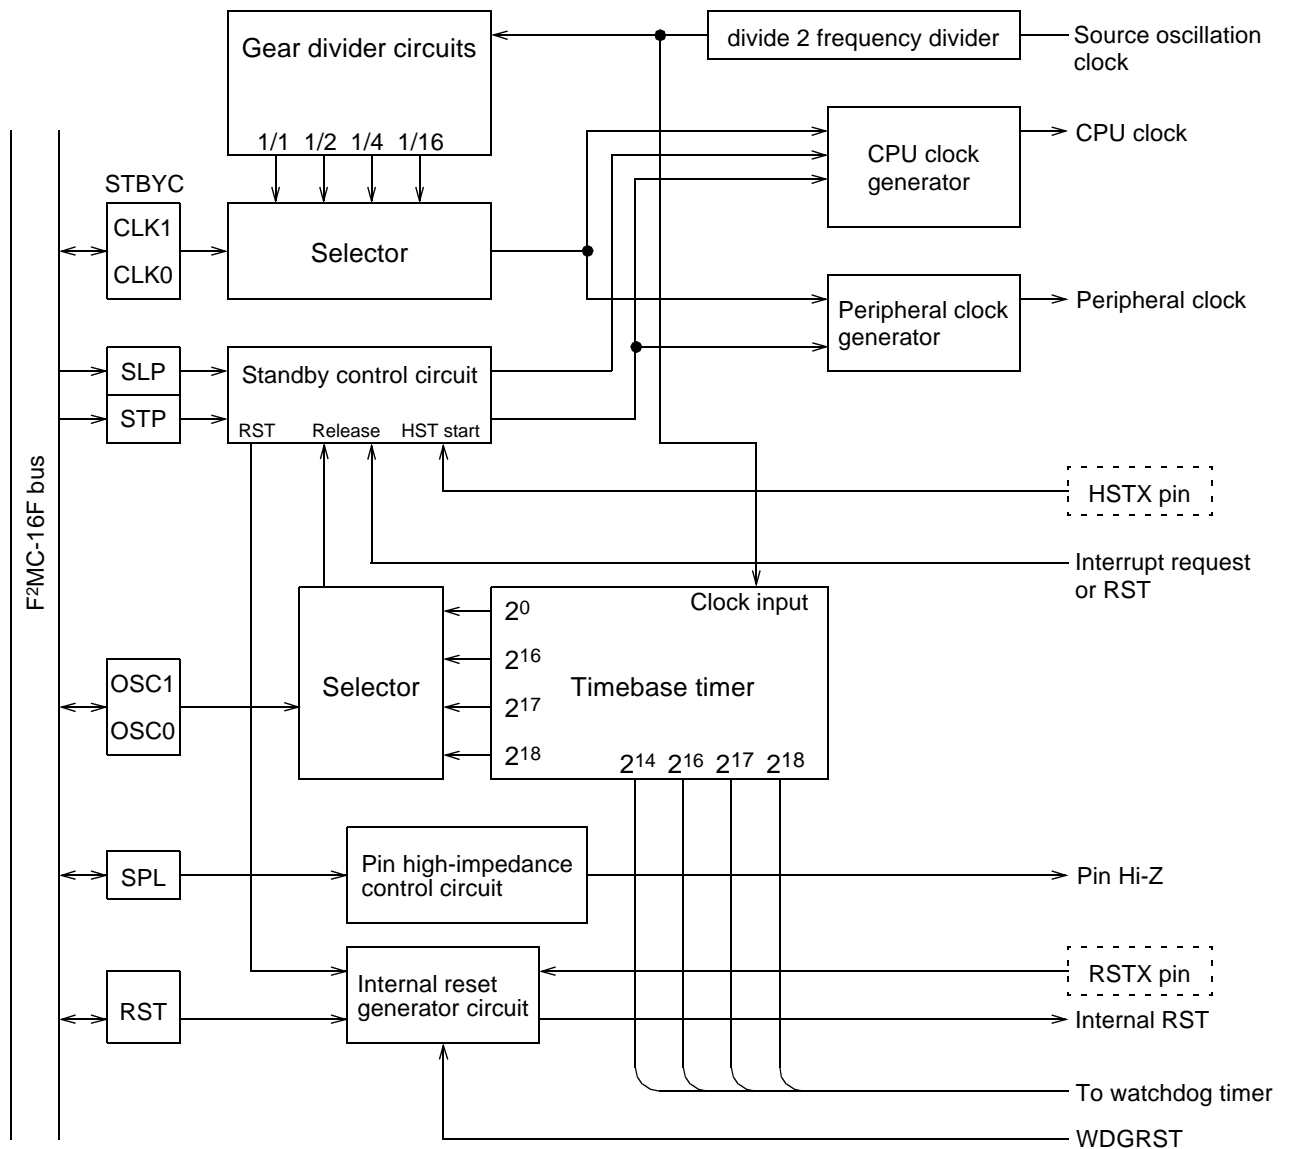 Gear divider circuits
1/1 1/2 1/4 1/16
divide 2 frequency divider
Source oscillation
clock
CPU clock
generator
CPU clock
STBYC
CLK1
CLK0
Selector
Peripheral clock
generator
Peripheral clock
SLP
STP
Standby control circuit
RST Release HST start
HSTX pin
Interrupt request
or RST
F²MC-16F bus
Clock input
2⁰
2¹⁶
2¹⁷
2¹⁸
Timebase timer
2¹⁴ 2¹⁶ 2¹⁷ 2¹⁸
Selector
OSC1
OSC0
SPL
Pin high-impedance
control circuit
Pin Hi-Z
RST
Internal reset
generator circuit
RSTX pin
Internal RST
To watchdog timer
WDGRST